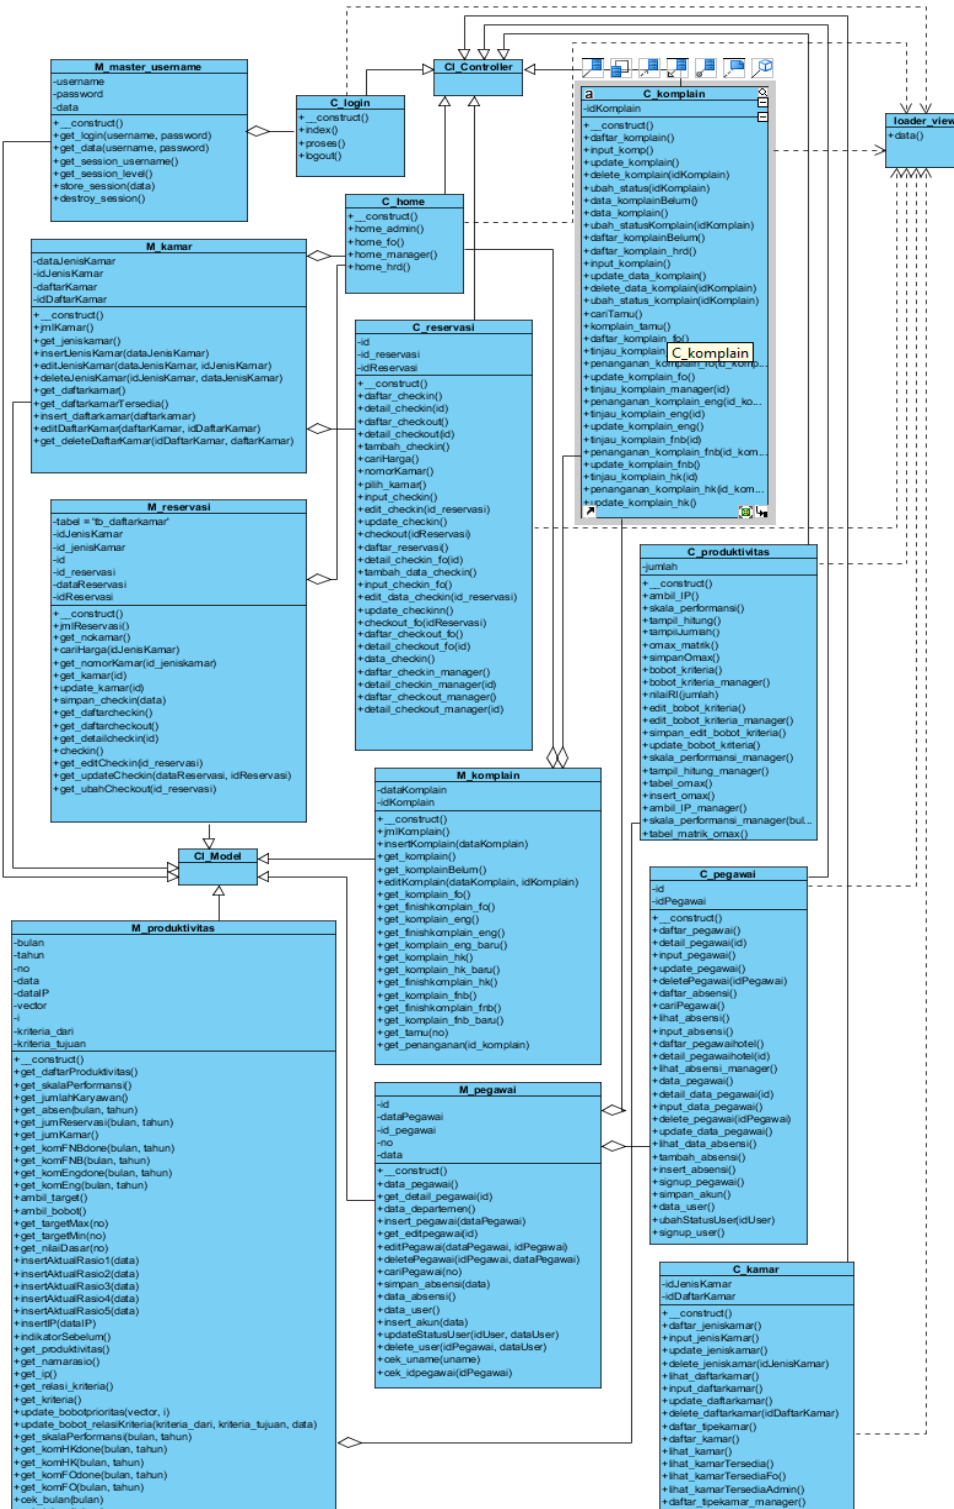 M_master_username
-username
-password
-data
+__construct()
+get_login(username, password)
+get_data(username, password)
+get_session_username()
+get_session_level()
+store_session(data)
+destroy_session()
C_login
+__construct()
+index()
+proses()
+logout()
CI_Controller
a
C_komplain
-idKomplain
+__construct()
+daftar_komplain()
+input_komp()
+update_komplain()
+delete_komplain(idKomplain)
+ubah_status(idKomplain)
+data_komplainBelum()
+data_komplain()
+ubah_statusKomplain(idKomplain)
+daftar_komplainBelum()
+daftar_komplain_hrd()
+input_komplain()
+update_data_komplain()
+delete_data_komplain(idKomplain)
+ubah_status_komplain(idKomplain)
+cariTamu()
+komplain_tamu()
+daftar_komplain_fo()
+tinjau_komplain
C_komplain
+penanganan_komplain_fo(id_komp...
+update_komplain_fo()
+tinjau_komplain_manager(id)
+penanganan_komplain_eng(id_ko...
+tinjau_komplain_eng(id)
+update_komplain_eng()
+tinjau_komplain_fnb(id)
+penanganan_komplain_fnb(id_kom...
+update_komplain_fnb()
+tinjau_komplain_hk(id)
+penanganan_komplain_hk(id_kom...
+update_komplain_hk()
loader_view
+data()
C_home
+__construct()
+home_admin()
+home_fo()
+home_manager()
+home_hrd()
M_kamar
-dataJenisKamar
-idJenisKamar
-daftarKamar
-idDaftarKamar
+__construct()
+jmlKamar()
+get_jeniskamar()
+insertJenisKamar(dataJenisKamar)
+editJenisKamar(dataJenisKamar, idJenisKamar)
+deleteJenisKamar(idJenisKamar, dataJenisKamar)
+get_daftarkamar()
+get_daftarkamarTersedia()
+insert_daftarkamar(daftarkamar)
+editDaftarKamar(daftarKamar, idDaftarKamar)
+get_deleteDaftarKamar(idDaftarKamar, daftarKamar)
C_reservasi
-id
-id_reservasi
-idReservasi
+__construct()
+daftar_checkin()
+detail_checkin(id)
+daftar_checkout()
+detail_checkout(id)
+tambah_checkin()
+cariHarga()
+nomorKamar()
+pilih_kamar()
+input_checkin()
+edit_checkin(id_reservasi)
+update_checkin()
+checkout(idReservasi)
+daftar_reservasi()
+detail_checkin_fo(id)
+tambah_data_checkin()
+input_checkin_fo()
+edit_data_checkin(id_reservasi)
+update_checkinn()
+checkout_fo(idReservasi)
+daftar_checkout_fo()
+detail_checkout_fo(id)
+data_checkin()
+daftar_checkin_manager()
+detail_checkin_manager(id)
+daftar_checkout_manager()
+detail_checkout_manager(id)
M_reservasi
-tabel = 'tb_daftarkamar'
-idJenisKamar
-id_jenisKamar
-id
-id_reservasi
-dataReservasi
-idReservasi
+__construct()
+jmlReservasi()
+get_nokamar()
+cariHarga(idJenisKamar)
+get_nomorKamar(id_jeniskamar)
+get_kamar(id)
+update_kamar(id)
+simpan_checkin(data)
+get_daftarcheckin()
+get_daftarcheckout()
+get_detailcheckin(id)
+checkin()
+get_editCheckin(id_reservasi)
+get_updateCheckin(dataReservasi, idReservasi)
+get_ubahCheckout(id_reservasi)
C_produktivitas
-jumlah
+__construct()
+ambil_IP()
+skala_performansi()
+tampil_hitung()
+tampilJumlah()
+omax_matrik()
+simpanOmax()
+bobot_kriteria()
+bobot_kriteria_manager()
+nilaiRI(jumlah)
+edit_bobot_kriteria()
+edit_bobot_kriteria_manager()
+simpan_edit_bobot_kriteria()
+update_bobot_kriteria()
+skala_performansi_manager()
+tampil_hitung_manager()
+tabel_omax()
+insert_omax()
+ambil_IP_manager()
+skala_performansi_manager(bul...
+tabel_matrik_omax()
M_komplain
-dataKomplain
-idKomplain
+__construct()
+jmlKomplain()
+insertKomplain(dataKomplain)
+get_komplain()
+get_komplainBelum()
+editKomplain(dataKomplain, idKomplain)
+get_komplain_fo()
+get_finishkomplain_fo()
+get_komplain_eng()
+get_finishkomplain_eng()
+get_komplain_eng_baru()
+get_komplain_hk()
+get_komplain_hk_baru()
+get_finishkomplain_hk()
+get_komplain_fnb()
+get_finishkomplain_fnb()
+get_komplain_fnb_baru()
+get_tamu(no)
+get_penanganan(id_komplain)
CI_Model
C_pegawai
-id
-idPegawai
+__construct()
+daftar_pegawai()
+detail_pegawai(id)
+input_pegawai()
+update_pegawai()
+deletePegawai(idPegawai)
+daftar_absensi()
+cariPegawai()
+lihat_absensi()
+input_absensi()
+daftar_pegawaihotel()
+detail_pegawaihotel(id)
+lihat_absensi_manager()
+data_pegawai()
+detail_data_pegawai(id)
+input_data_pegawai()
+delete_pegawai(idPegawai)
+update_data_pegawai()
+lihat_data_absensi()
+tambah_absensi()
+insert_absensi()
+signup_pegawai()
+simpan_akun()
+data_user()
+ubahStatusUser(idUser)
+signup_user()
M_produktivitas
-bulan
-tahun
-no
-data
-dataIP
-vector
-i
-kriteria_dari
-kriteria_tujuan
+__construct()
+get_daftarProduktivitas()
+get_skalaPerformansi()
+get_jumlahKaryawan()
+get_absen(bulan, tahun)
+get_jumReservasi(bulan, tahun)
+get_jumKamar()
+get_komFNBdone(bulan, tahun)
+get_komFNB(bulan, tahun)
+get_komEngdone(bulan, tahun)
+get_komEng(bulan, tahun)
+ambil_target()
+ambil_bobot()
+get_targetMax(no)
+get_targetMin(no)
+get_nilaiDasar(no)
+insertAktualRasio1(data)
+insertAktualRasio2(data)
+insertAktualRasio3(data)
+insertAktualRasio4(data)
+insertAktualRasio5(data)
+insertIP(dataIP)
+indikatorSebelum()
+get_produktivitas()
+get_namarasio()
+get_ip()
+get_relasi_kriteria()
+get_kriteria()
+update_bobotprioritas(vector, i)
+update_bobot_relasiKriteria(kriteria_dari, kriteria_tujuan, data)
+get_skalaPerformansi(bulan, tahun)
+get_komHKdone(bulan, tahun)
+get_komHK(bulan, tahun)
+get_komFOdone(bulan, tahun)
+get_komFO(bulan, tahun)
+cek_bulan(bulan)
M_pegawai
-id
-dataPegawai
-id_pegawai
-no
-data
+__construct()
+data_pegawai()
+get_detail_pegawai(id)
+data_departemen()
+insert_pegawai(dataPegawai)
+get_editpegawai(id)
+editPegawai(dataPegawai, idPegawai)
+deletePegawai(idPegawai, dataPegawai)
+cariPegawai(no)
+simpan_absensi(data)
+data_absensi()
+data_user()
+insert_akun(data)
+updateStatusUser(idUser, dataUser)
+delete_user(idPegawai, dataUser)
+cek_uname(uname)
+cek_idpegawai(idPegawai)
C_kamar
-idJenisKamar
-idDaftarKamar
+__construct()
+daftar_jeniskamar()
+input_jenisKamar()
+update_jeniskamar()
+delete_jeniskamar(idJenisKamar)
+lihat_daftarkamar()
+input_daftarkamar()
+update_daftarkamar()
+delete_daftarkamar(idDaftarKamar)
+daftar_tipekamar()
+daftar_kamar()
+lihat_kamar()
+lihat_kamarTersedia()
+lihat_kamarTersediaFo()
+lihat_kamarTersediaAdmin()
+daftar_tipekamar_manager()